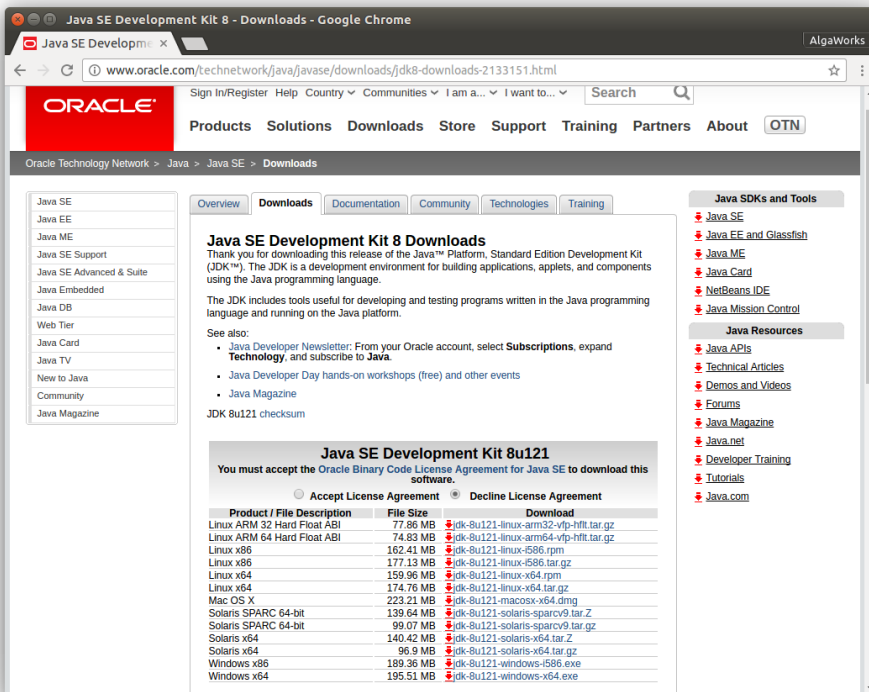 Java SE Development Kit 8 - Downloads - Google Chrome
Java SE Developme
AlgaWorks
www.oracle.com/technetwork/java/javase/downloads/jdk8-downloads-2133151.html
Sign In/Register Help Country Communities I am a... I want to... Search
ORACLE
Products Solutions Downloads Store Support Training Partners About OTN
Oracle Technology Network > Java > Java SE > Downloads
Java SE
Java EE
Java ME
Java SE Support
Java SE Advanced & Suite
Java Embedded
Java DB
Web Tier
Java Card
Java TV
New to Java
Community
Java Magazine
Overview Downloads Documentation Community Technologies Training
Java SE Development Kit 8 Downloads
Thank you for downloading this release of the Java™ Platform, Standard Edition Development Kit
(JDK™). The JDK is a development environment for building applications, applets, and components
using the Java programming language.
The JDK includes tools useful for developing and testing programs written in the Java programming
language and running on the Java platform.
See also:
Java Developer Newsletter: From your Oracle account, select Subscriptions, expand
Technology, and subscribe to Java.
Java Developer Day hands-on workshops (free) and other events
Java Magazine
JDK 8u121 checksum
Java SE Development Kit 8u121
You must accept the Oracle Binary Code License Agreement for Java SE to download this
software.
Accept License Agreement Decline License Agreement
Product / File Description File Size Download
Linux ARM 32 Hard Float ABI 77.86 MB jdk-8u121-linux-arm32-vfp-hflt.tar.gz
Linux ARM 64 Hard Float ABI 74.83 MB jdk-8u121-linux-arm64-vfp-hflt.tar.gz
Linux x86 162.41 MB jdk-8u121-linux-i586.rpm
Linux x86 177.13 MB jdk-8u121-linux-i586.tar.gz
Linux x64 159.96 MB jdk-8u121-linux-x64.rpm
Linux x64 174.76 MB jdk-8u121-linux-x64.tar.gz
Mac OS X 223.21 MB jdk-8u121-macosx-x64.dmg
Solaris SPARC 64-bit 139.64 MB jdk-8u121-solaris-sparcv9.tar.Z
Solaris SPARC 64-bit 99.07 MB jdk-8u121-solaris-sparcv9.tar.gz
Solaris x64 140.42 MB jdk-8u121-solaris-x64.tar.Z
Solaris x64 96.9 MB jdk-8u121-solaris-x64.tar.gz
Windows x86 189.36 MB jdk-8u121-windows-i586.exe
Windows x64 195.51 MB jdk-8u121-windows-x64.exe
Java SDKs and Tools
Java SE
Java EE and Glassfish
Java ME
Java Card
NetBeans IDE
Java Mission Control
Java Resources
Java APIs
Technical Articles
Demos and Videos
Forums
Java Magazine
Java.net
Developer Training
Tutorials
Java.com